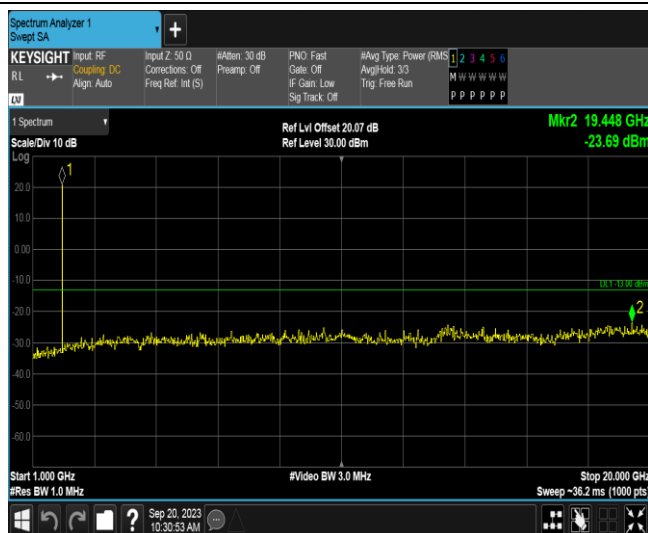 Spectrum Analyzer 1
Swept SA
KEYSIGHT
RL
LXI
Input: RF
Coupling: DC
Align: Auto
Input Z: 50 Ω
Corrections: Off
Freq Ref: Int (S)
#Atten: 30 dB
Preamp: Off
PNO: Fast
Gate: Off
IF Gain: Low
Sig Track: Off
#Avg Type: Power (RMS
Avg|Hold: 3/3
Trig: Free Run
1 2 3 4 5 6
M W W W W W
P P P P P P
1 Spectrum
Scale/Div 10 dB
Log
Ref Lvl Offset 20.07 dB
Ref Level 30.00 dBm
Mkr2 19.448 GHz
-23.69 dBm
1
20.0
10.0
0.00
-10.0
DL1 -13.00 dBm
-20.0
2
-30.0
-40.0
-50.0
-60.0
Start 1.000 GHz
#Res BW 1.0 MHz
#Video BW 3.0 MHz
Stop 20.000 GHz
Sweep ~36.2 ms (1000 pts)
?
Sep 20, 2023
10:30:53 AM